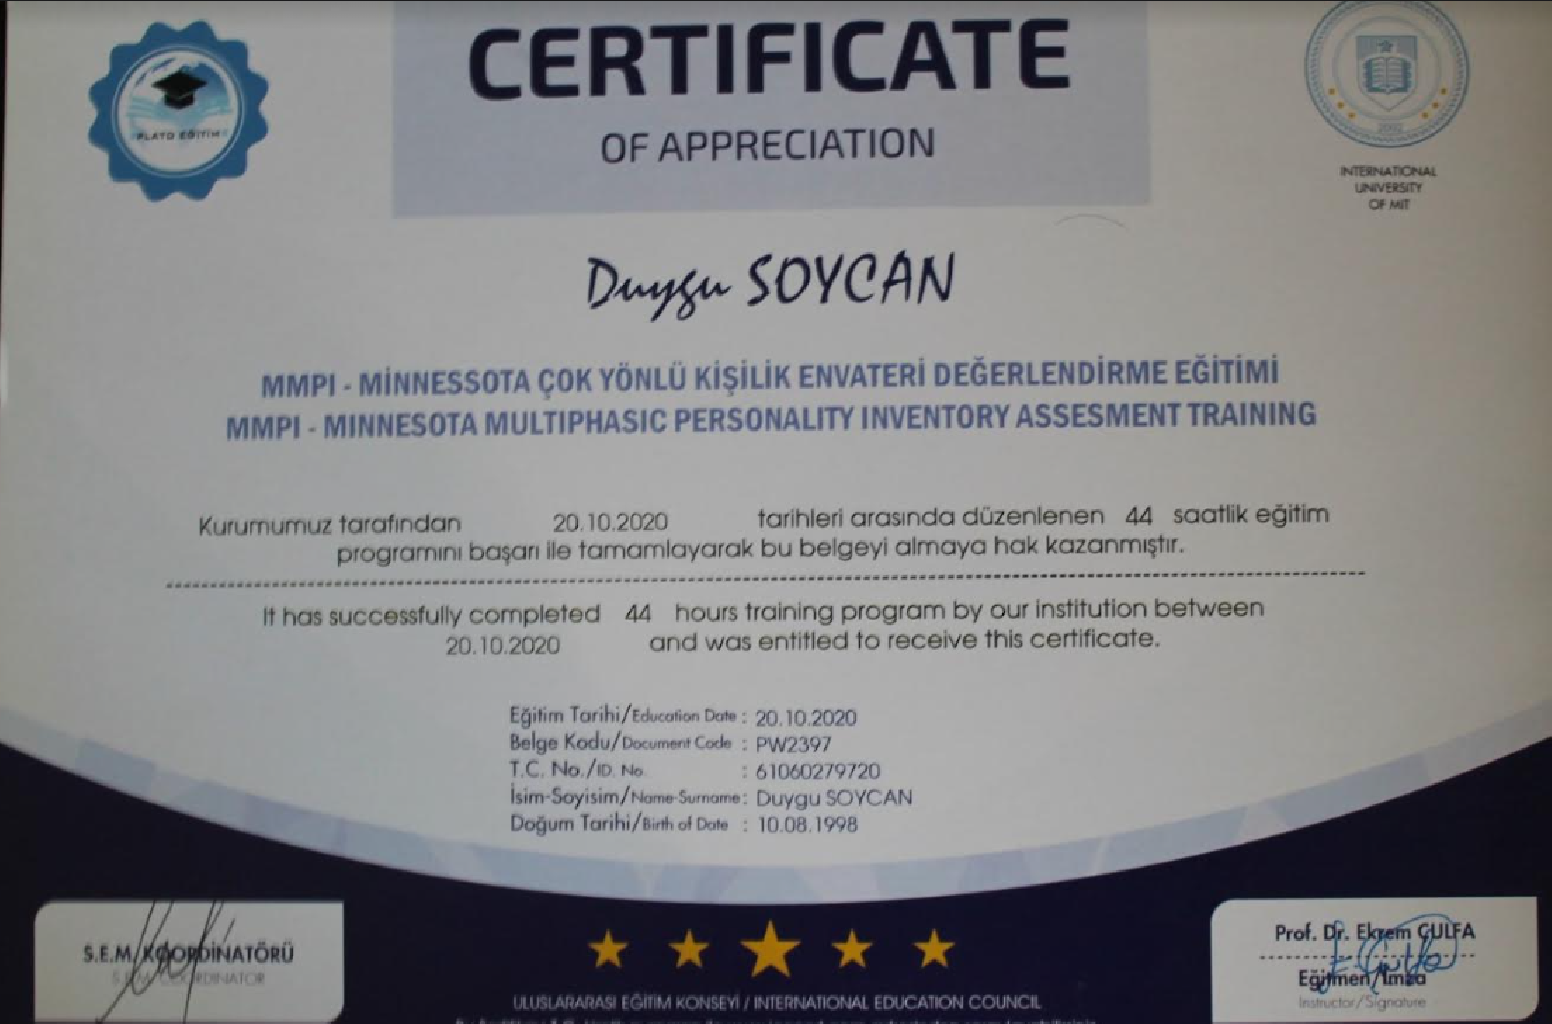 CERTIFICATE
OF APPRECIATION
PLATO EĞİTİM
2002
INTERNATIONAL
UNIVERSITY
OF MIT
Duygu SOYCAN
MMPI - MİNNESSOTA ÇOK YÖNLÜ KİŞİLİK ENVATERİ DEĞERLENDİRME EĞİTİMİ
MMPI - MINNESOTA MULTIPHASIC PERSONALITY INVENTORY ASSESMENT TRAINING
Kurumumuz tarafından 20.10.2020 tarihleri arasında düzenlenen 44 saatlik eğitim
programını başarı ile tamamlayarak bu belgeyi almaya hak kazanmıştır.
It has successfully completed 44 hours training program by our institution between
20.10.2020 and was entitled to receive this certificate.
Eğitim Tarihi/Education Date : 20.10.2020
Belge Kodu/Document Code : PW2397
T.C. No./ID. No. : 61060279720
İsim-Soyisim/Name-Surname : Duygu SOYCAN
Doğum Tarihi/Birth of Date : 10.08.1998
S.E.M. KOORDİNATÖRÜ
S.E.M. COORDINATOR
Prof. Dr. Ekrem ÇULFA
Eğitmen/İmza
Instructor/Signature
ULUSLARARASI EĞİTİM KONSEYİ / INTERNATIONAL EDUCATION COUNCIL